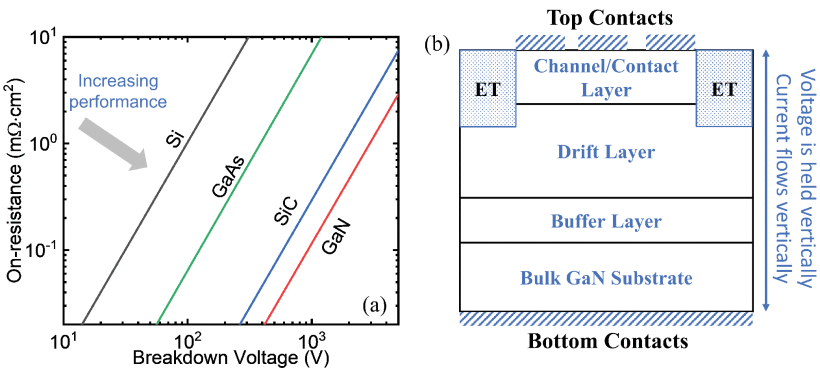 Increasing
performance
Si
GaAs
SiC
GaN
(a)
On-resistance (mΩ·cm²)
10¹
10⁰
10⁻¹
10¹
10²
10³
Breakdown Voltage (V)
(b)
Top Contacts
ET
Channel/Contact
Layer
ET
Drift Layer
Buffer Layer
Bulk GaN Substrate
Bottom Contacts
Voltage is held vertically
Current flows vertically